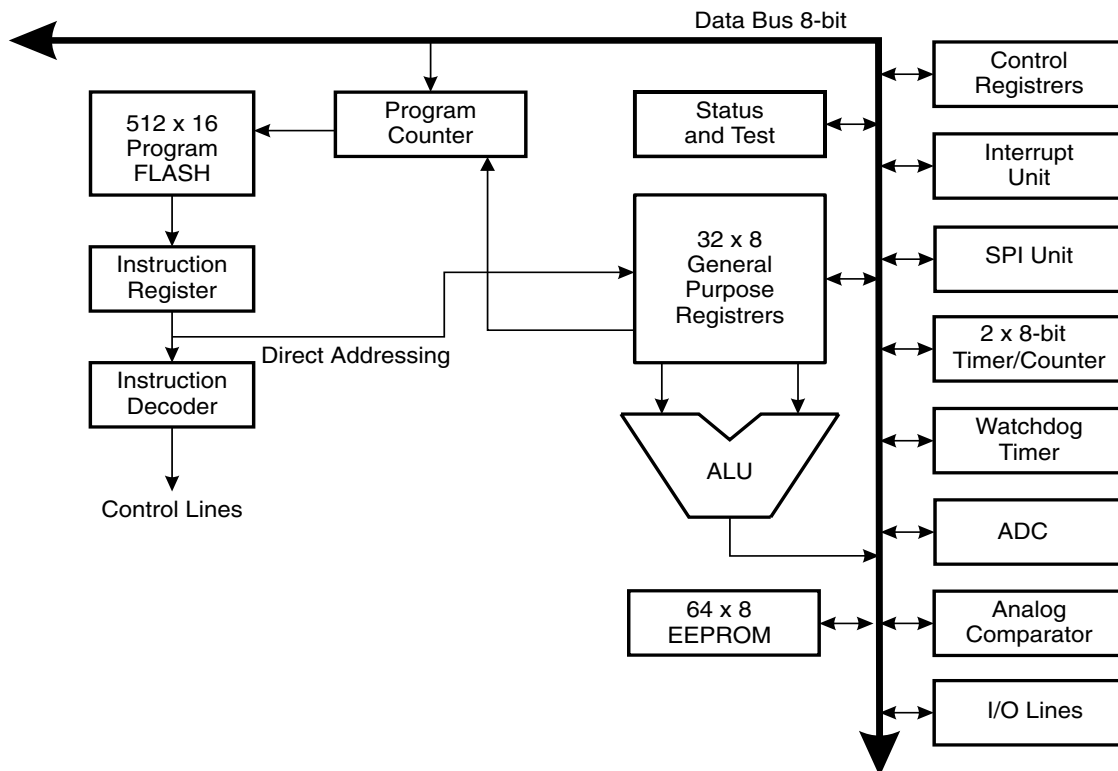 Data Bus 8-bit
512 x 16
Program
FLASH
Program
Counter
Status
and Test
Control
Registrers
Interrupt
Unit
Instruction
Register
32 x 8
General
Purpose
Registrers
SPI Unit
Direct Addressing
2 x 8-bit
Timer/Counter
Instruction
Decoder
Watchdog
Timer
ALU
Control Lines
ADC
64 x 8
EEPROM
Analog
Comparator
I/O Lines